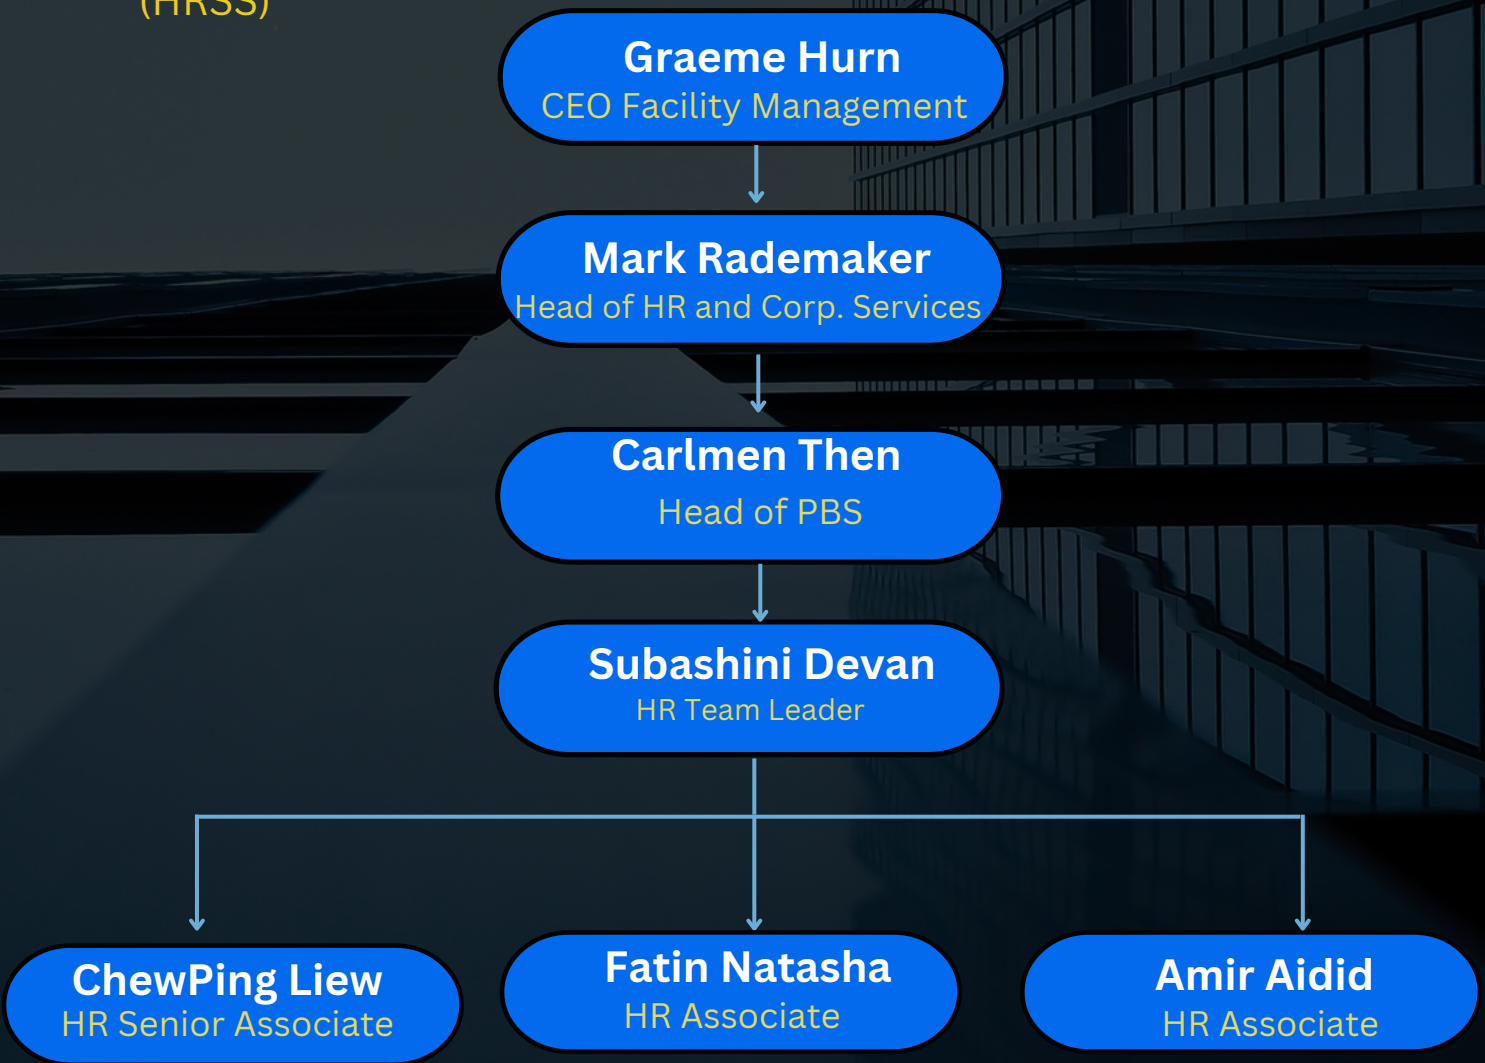 (HRSS)
Graeme Hurn
CEO Facility Management
Mark Rademaker
Head of HR and Corp. Services
Carlmen Then
Head of PBS
Subashini Devan
HR Team Leader
ChewPing Liew
HR Senior Associate
Fatin Natasha
HR Associate
Amir Aidid
HR Associate